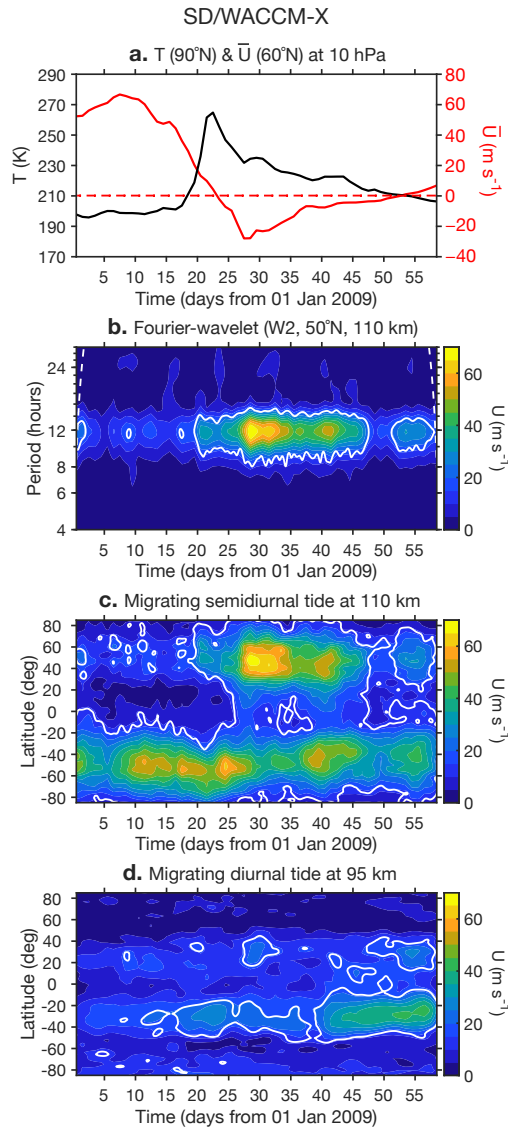 SD/WACCM-X
a. T (90°N) & U̅ (60°N) at 10 hPa
290
270
250
230
210
190
170
T (K)
80
60
40
20
0
-20
-40
U̅ (m s⁻¹)
5 10 15 20 25 30 35 40 45 50 55
Time (days from 01 Jan 2009)
b. Fourier-wavelet (W2, 50°N, 110 km)
24
12
8
6
4
Period (hours)
60
40
20
0
U (m s⁻¹)
5 10 15 20 25 30 35 40 45 50 55
Time (days from 01 Jan 2009)
c. Migrating semidiurnal tide at 110 km
80
60
40
20
0
-20
-40
-60
-80
Latitude (deg)
60
40
20
0
U (m s⁻¹)
5 10 15 20 25 30 35 40 45 50 55
Time (days from 01 Jan 2009)
d. Migrating diurnal tide at 95 km
80
60
40
20
0
-20
-40
-60
-80
Latitude (deg)
60
40
20
0
U (m s⁻¹)
5 10 15 20 25 30 35 40 45 50 55
Time (days from 01 Jan 2009)